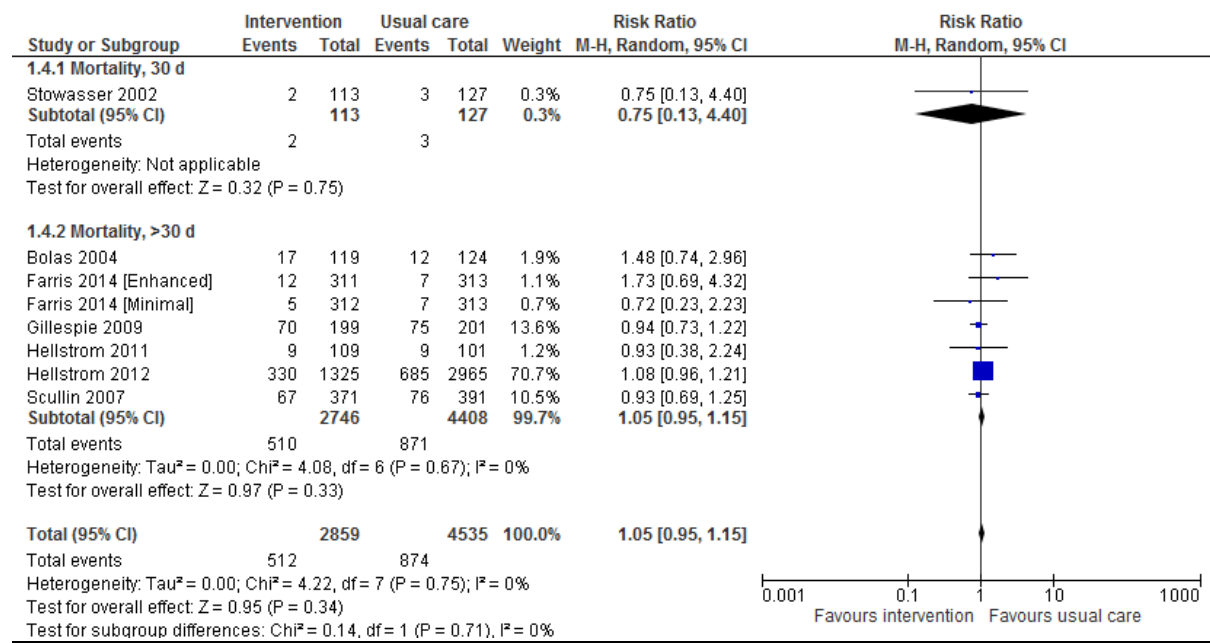 Intervention Usual care Risk Ratio Risk Ratio
Study or Subgroup Events Total Events Total Weight M-H, Random, 95% CI M-H, Random, 95% CI
1.4.1 Mortality, 30 d
Stowasser 2002 2 113 3 127 0.3% 0.75 [0.13, 4.40]
Subtotal (95% CI) 113 127 0.3% 0.75 [0.13, 4.40]
Total events 2 3
Heterogeneity: Not applicable
Test for overall effect: Z = 0.32 (P = 0.75)
1.4.2 Mortality, >30 d
Bolas 2004 17 119 12 124 1.9% 1.48 [0.74, 2.96]
Farris 2014 [Enhanced] 12 311 7 313 1.1% 1.73 [0.69, 4.32]
Farris 2014 [Minimal] 5 312 7 313 0.7% 0.72 [0.23, 2.23]
Gillespie 2009 70 199 75 201 13.6% 0.94 [0.73, 1.22]
Hellstrom 2011 9 109 9 101 1.2% 0.93 [0.38, 2.24]
Hellstrom 2012 330 1325 685 2965 70.7% 1.08 [0.96, 1.21]
Scullin 2007 67 371 76 391 10.5% 0.93 [0.69, 1.25]
Subtotal (95% CI) 2746 4408 99.7% 1.05 [0.95, 1.15]
Total events 510 871
Heterogeneity: Tau² = 0.00; Chi² = 4.08, df = 6 (P = 0.67); I² = 0%
Test for overall effect: Z = 0.97 (P = 0.33)
Total (95% CI) 2859 4535 100.0% 1.05 [0.95, 1.15]
Total events 512 874
Heterogeneity: Tau² = 0.00; Chi² = 4.22, df = 7 (P = 0.75); I² = 0%
Test for overall effect: Z = 0.95 (P = 0.34)
Test for subgroup differences: Chi² = 0.14, df = 1 (P = 0.71), I² = 0%
0.001 0.1 1 10 1000
Favours intervention Favours usual care